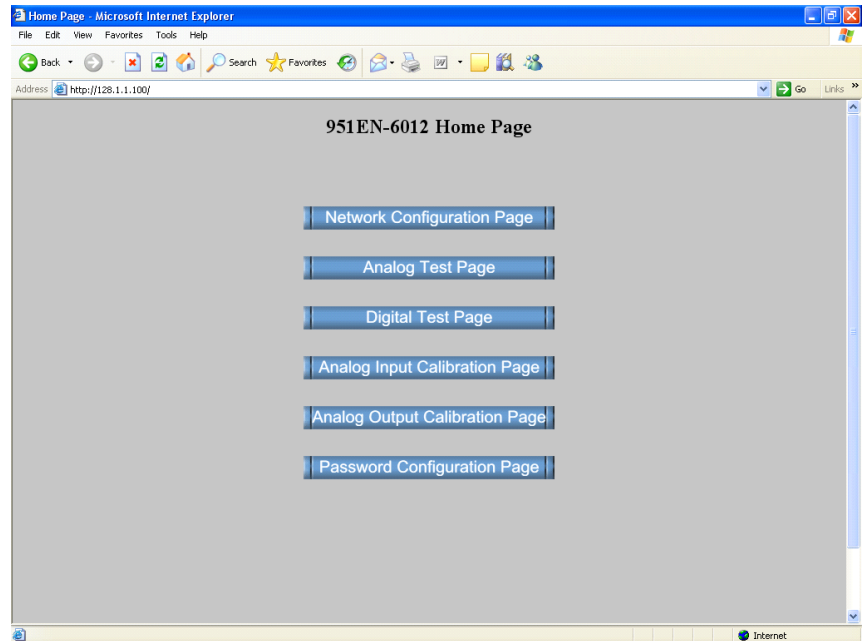 Home Page - Microsoft Internet Explorer
File Edit View Favorites Tools Help
Back Search Favorites
Address http://128.1.1.100/ Go Links »
951EN-6012 Home Page
Network Configuration Page
Analog Test Page
Digital Test Page
Analog Input Calibration Page
Analog Output Calibration Page
Password Configuration Page
Internet